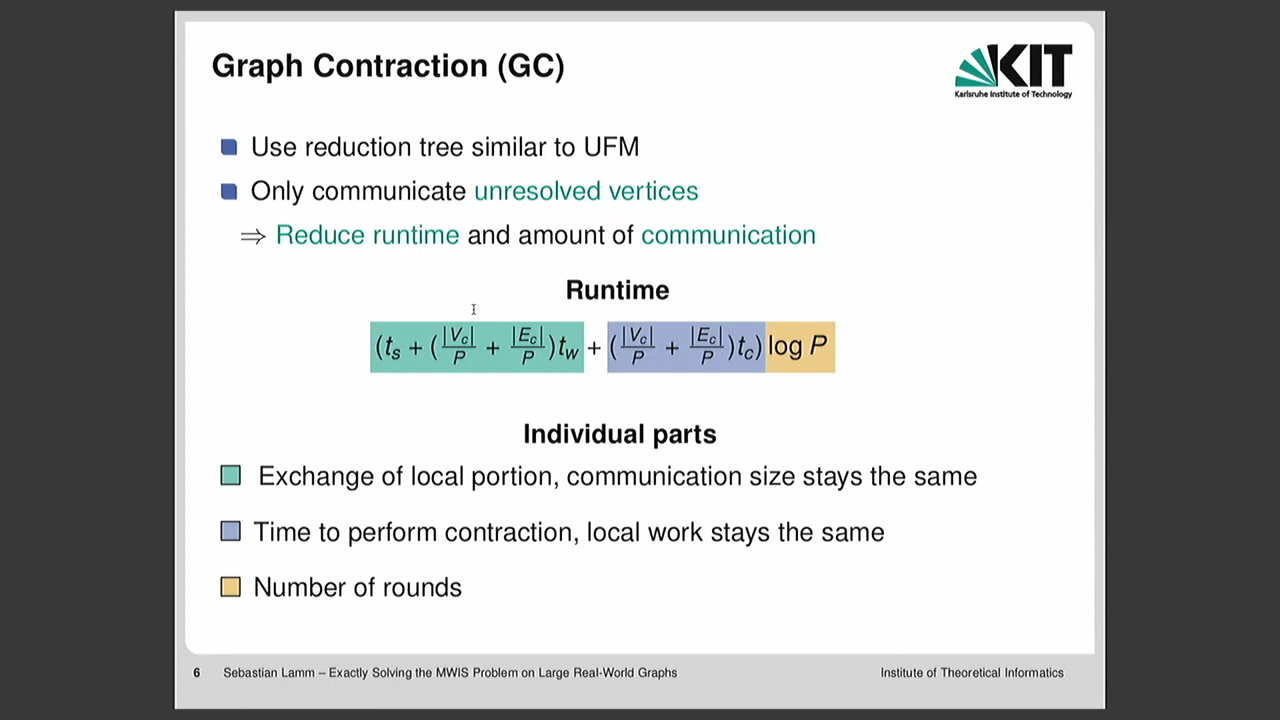 Graph Contraction (GC)
KIT
Karlsruhe Institute of Technology
Use reduction tree similar to UFM
Only communicate unresolved vertices
⇒ Reduce runtime and amount of communication
Runtime
(t_s + (|V_c|/P + |E_c|/P)t_w + (|V_c|/P + |E_c|/P)t_c) log P
Individual parts
Exchange of local portion, communication size stays the same
Time to perform contraction, local work stays the same
Number of rounds
6 Sebastian Lamm – Exactly Solving the MWIS Problem on Large Real-World Graphs Institute of Theoretical Informatics